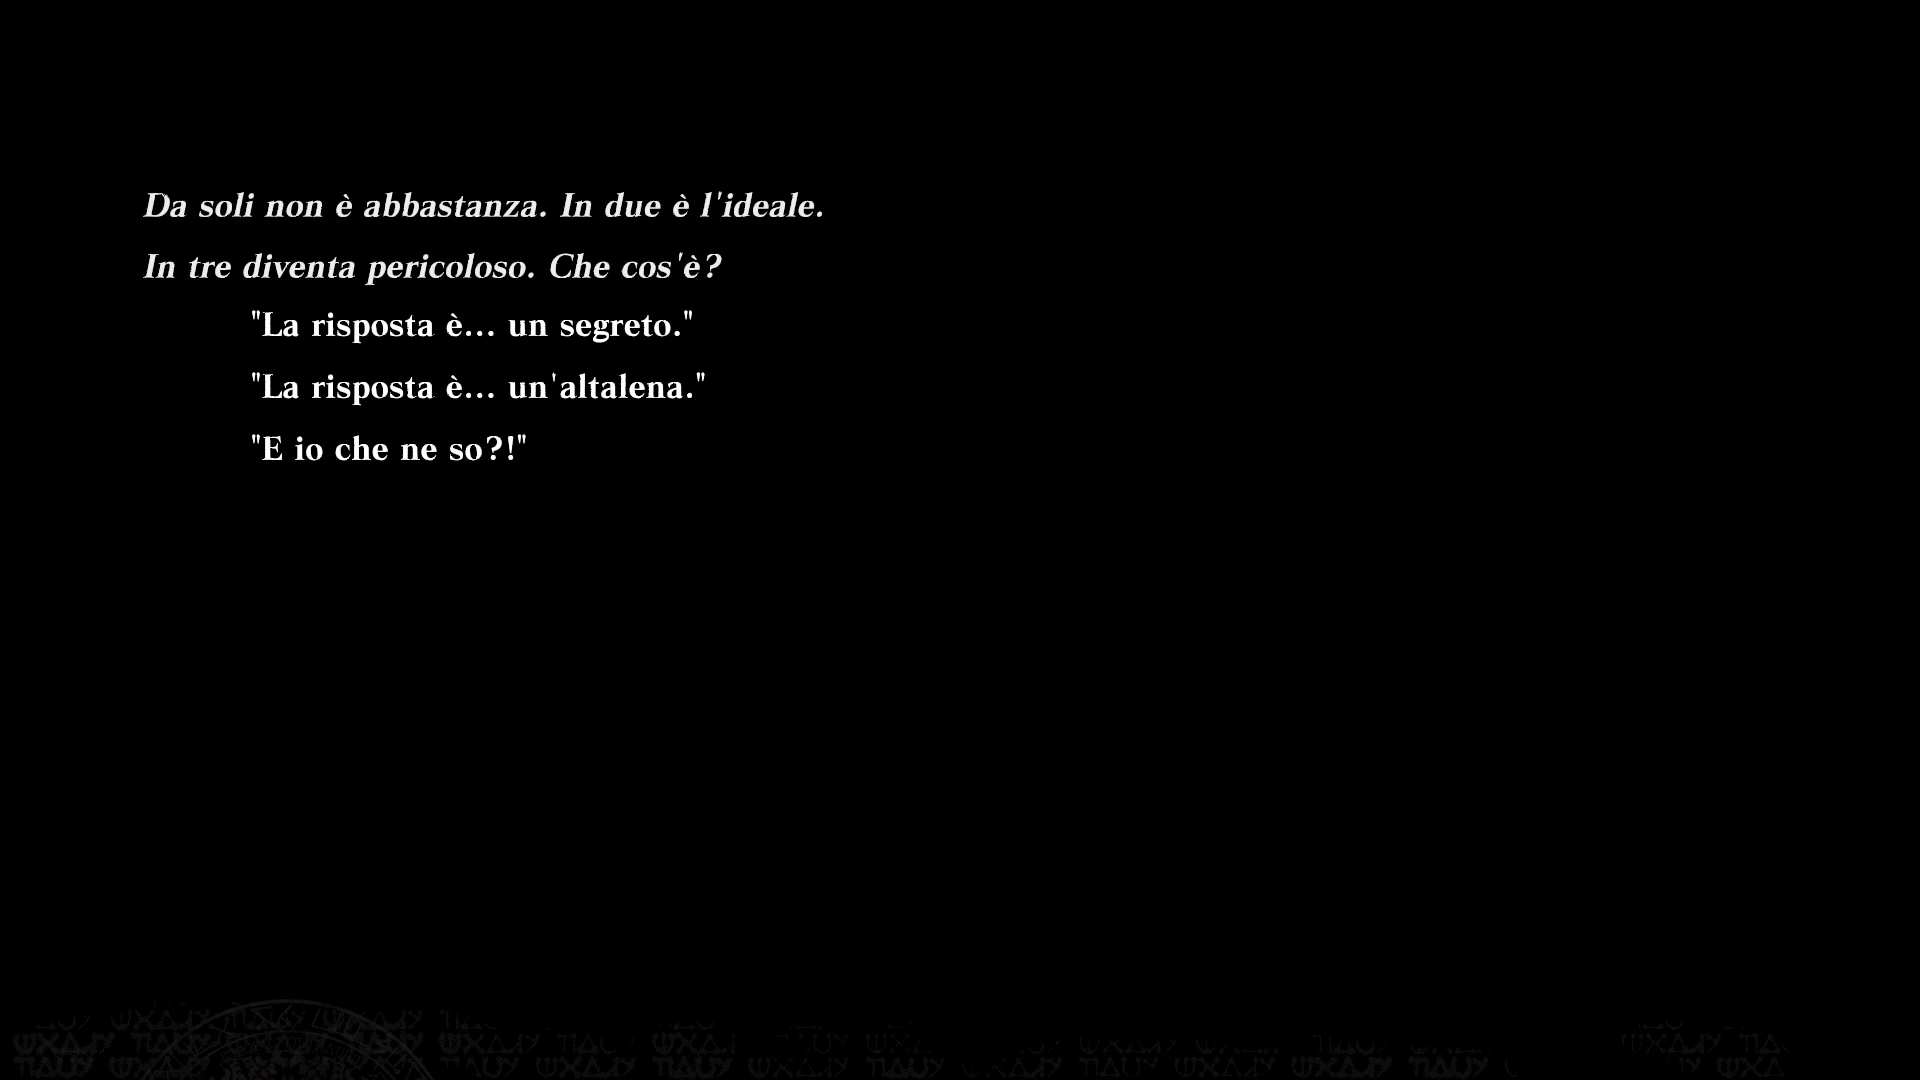 Da soli non è abbastanza. In due è l'ideale.
In tre diventa pericoloso. Che cos'è?
"La risposta è... un segreto."
"La risposta è... un'altalena."
"E io che ne so?!"